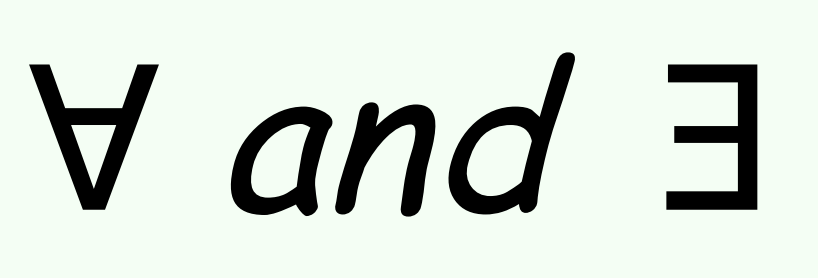 ∀ and ∃